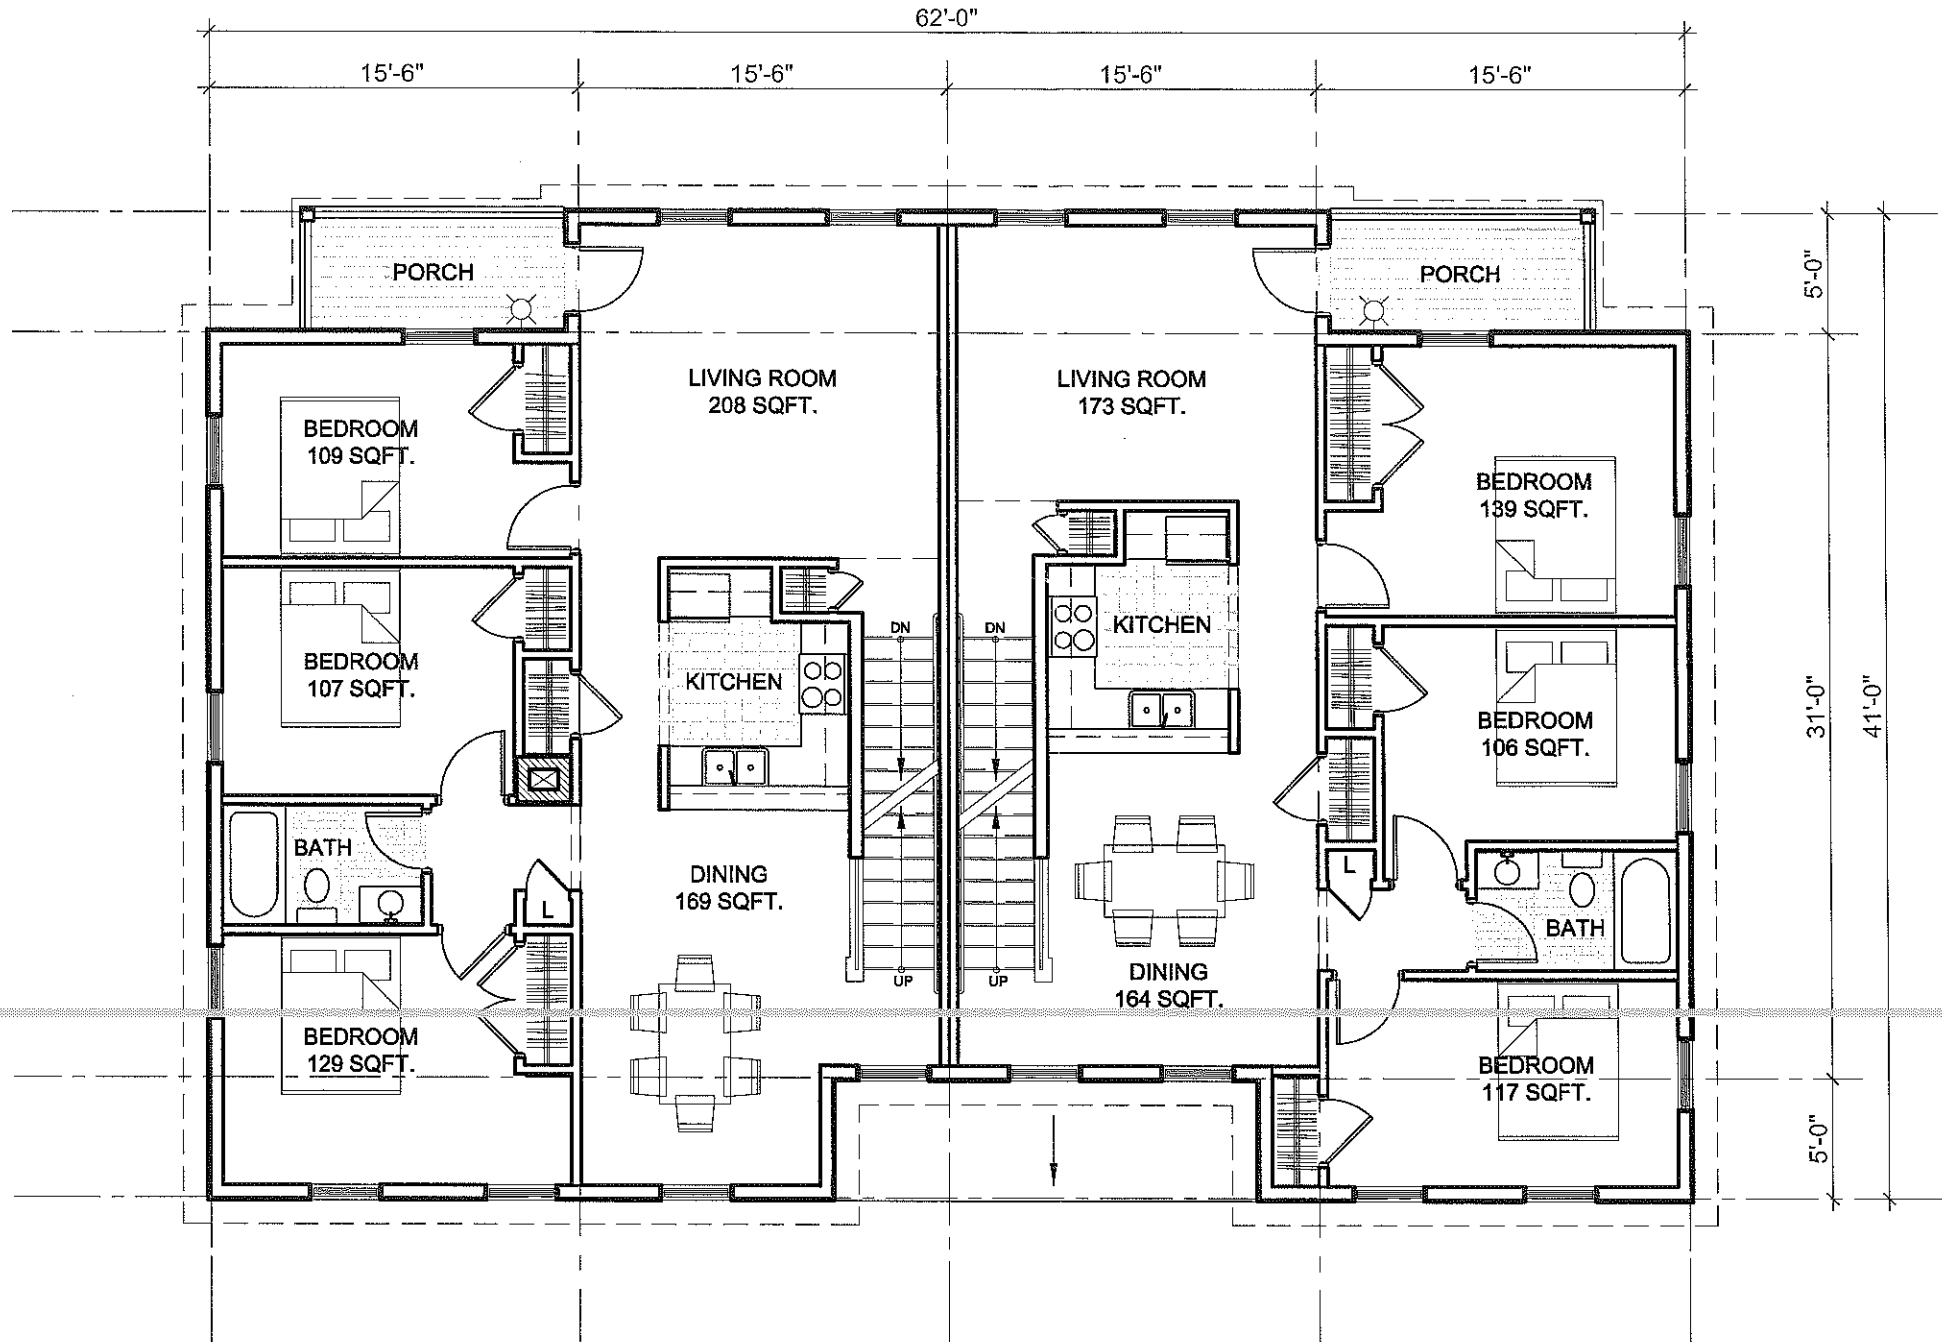 62'-0"
15'-6"
15'-6"
15'-6"
15'-6"
PORCH
PORCH
5'-0"
LIVING ROOM
208 SQFT.
LIVING ROOM
173 SQFT.
BEDROOM
109 SQFT.
BEDROOM
139 SQFT.
DN
DN
KITCHEN
BEDROOM
107 SQFT.
KITCHEN
BEDROOM
106 SQFT.
31'-0"
41'-0"
BATH
L
DINING
169 SQFT.
L
BATH
DINING
164 SQFT.
UP
UP
BEDROOM
129 SQFT.
BEDROOM
117 SQFT.
5'-0"